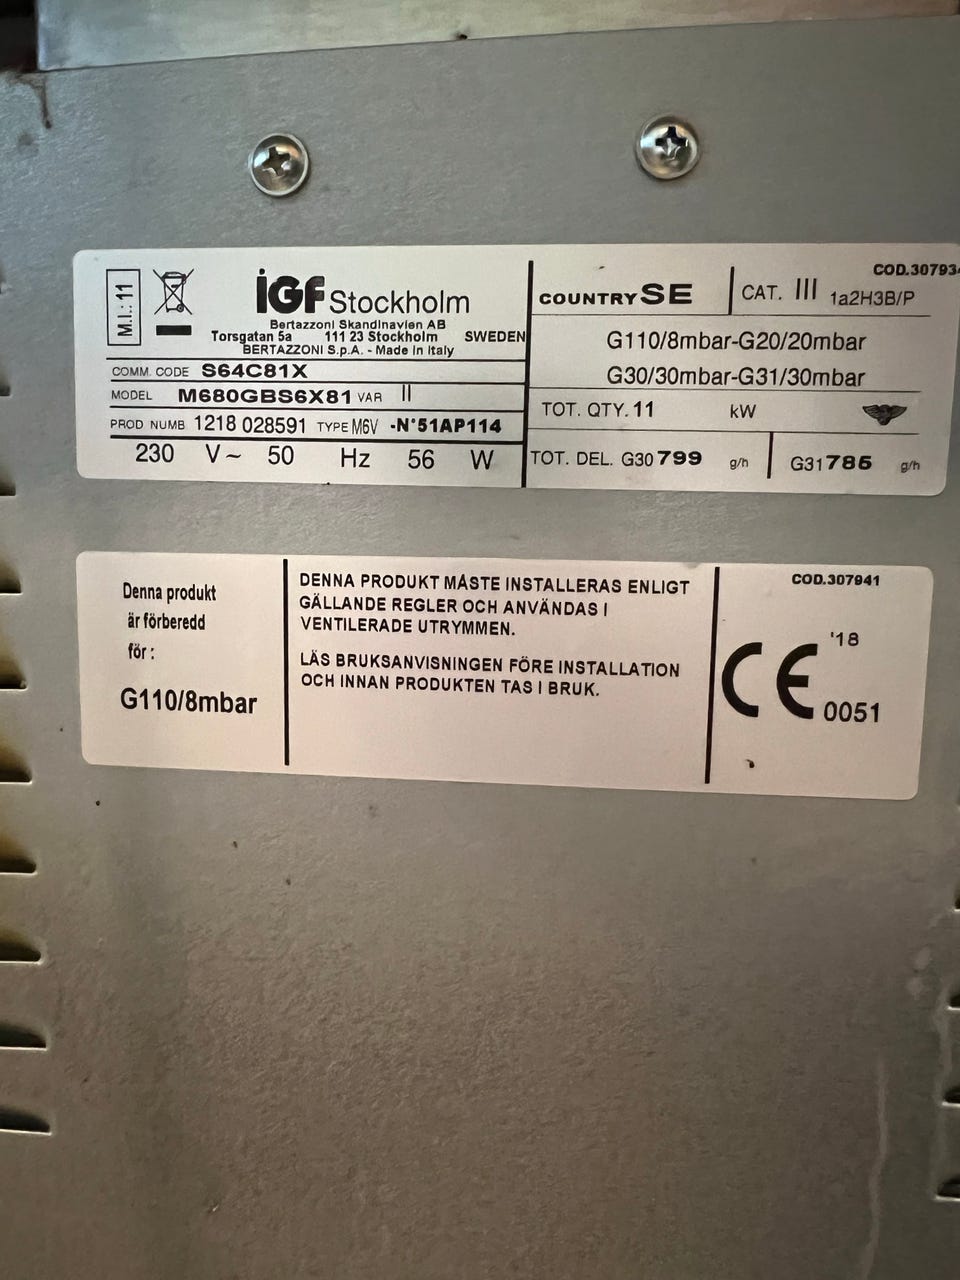 COD.30793
M.I.: 11
İGF Stockholm
Bertazzoni Skandinavien AB
Torsgatan 5a 111 23 Stockholm SWEDEN
BERTAZZONI S.p.A. - Made in Italy
COMM. CODE S64C81X
MODEL M680GBS6X81 VAR II
PROD NUMB 1218 028591 TYPE M6V -N°51AP114
230 V~ 50 Hz 56 W
COUNTRY SE
CAT. III 1a2H3B/P
G110/8mbar-G20/20mbar
G30/30mbar-G31/30mbar
TOT. QTY. 11 kW
TOT. DEL. G30 799 g/h G31 785 g/h
Denna produkt
är förberedd
för :
G110/8mbar
DENNA PRODUKT MÅSTE INSTALLERAS ENLIGT
GÄLLANDE REGLER OCH ANVÄNDAS I
VENTILERADE UTRYMMEN.
LÄS BRUKSANVISNINGEN FÖRE INSTALLATION
OCH INNAN PRODUKTEN TAS I BRUK.
COD.307941
CE '18
0051